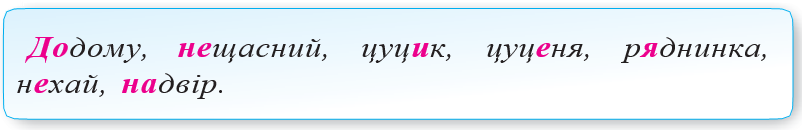 Додому, нещасний, цуцик, цуценя, ряднинка,
нехай, надвір.